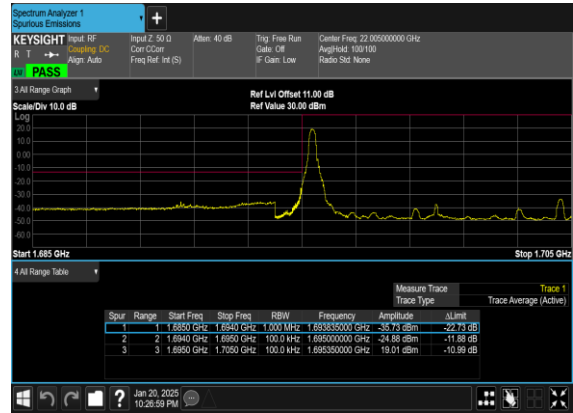 Spectrum Analyzer 1
Spurious Emissions
+
KEYSIGHT Input: RF Input Z: 50 Ω Atten: 40 dB Trig: Free Run Center Freq: 22.005000000 GHz
R T Coupling: DC Corr CCorr Gate: Off Avg|Hold: 100/100
Align: Auto Freq Ref: Int (S) IF Gain: Low Radio Std: None
PASS
3 All Range Graph Ref Lvl Offset 11.00 dB
Scale/Div 10.0 dB Ref Value 30.00 dBm
Log
20.0
10.0
0.00
-10.0
-20.0
-30.0
-40.0
-50.0
-60.0
Start 1.685 GHz Stop 1.705 GHz
4 All Range Table
Measure Trace Trace 1
Trace Type Trace Average (Active)
Spur Range Start Freq Stop Freq RBW Frequency Amplitude ΔLimit
1 1 1.6850 GHz 1.6940 GHz 1.000 MHz 1.693835000 GHz -35.73 dBm -22.73 dB
2 2 1.6940 GHz 1.6950 GHz 100.0 kHz 1.695000000 GHz -24.88 dBm -11.88 dB
3 3 1.6950 GHz 1.7050 GHz 100.0 kHz 1.695350000 GHz 19.01 dBm -10.99 dB
? Jan 20, 2025
10:26:59 PM